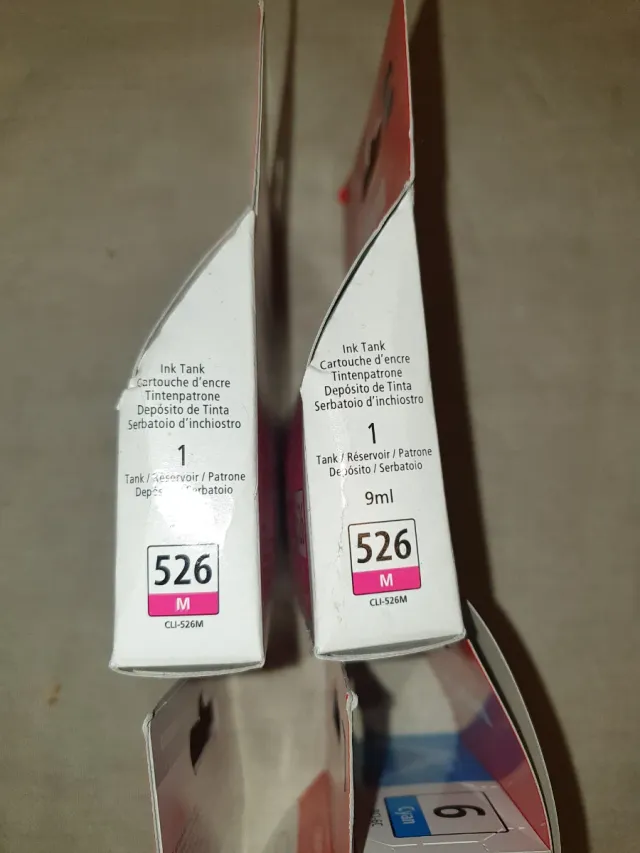 Ink Tank
Cartouche d'encre
Tintenpatrone
Depósito de Tinta
Serbatoio d'inchiostro
1
Tank / Réservoir / Patrone
Depósito / Serbatoio
526
M
CLI-526M
Ink Tank
Cartouche d'encre
Tintenpatrone
Depósito de Tinta
Serbatoio d'inchiostro
1
Tank / Réservoir / Patrone
Depósito / Serbatoio
9ml
526
M
CLI-526M
Cyan